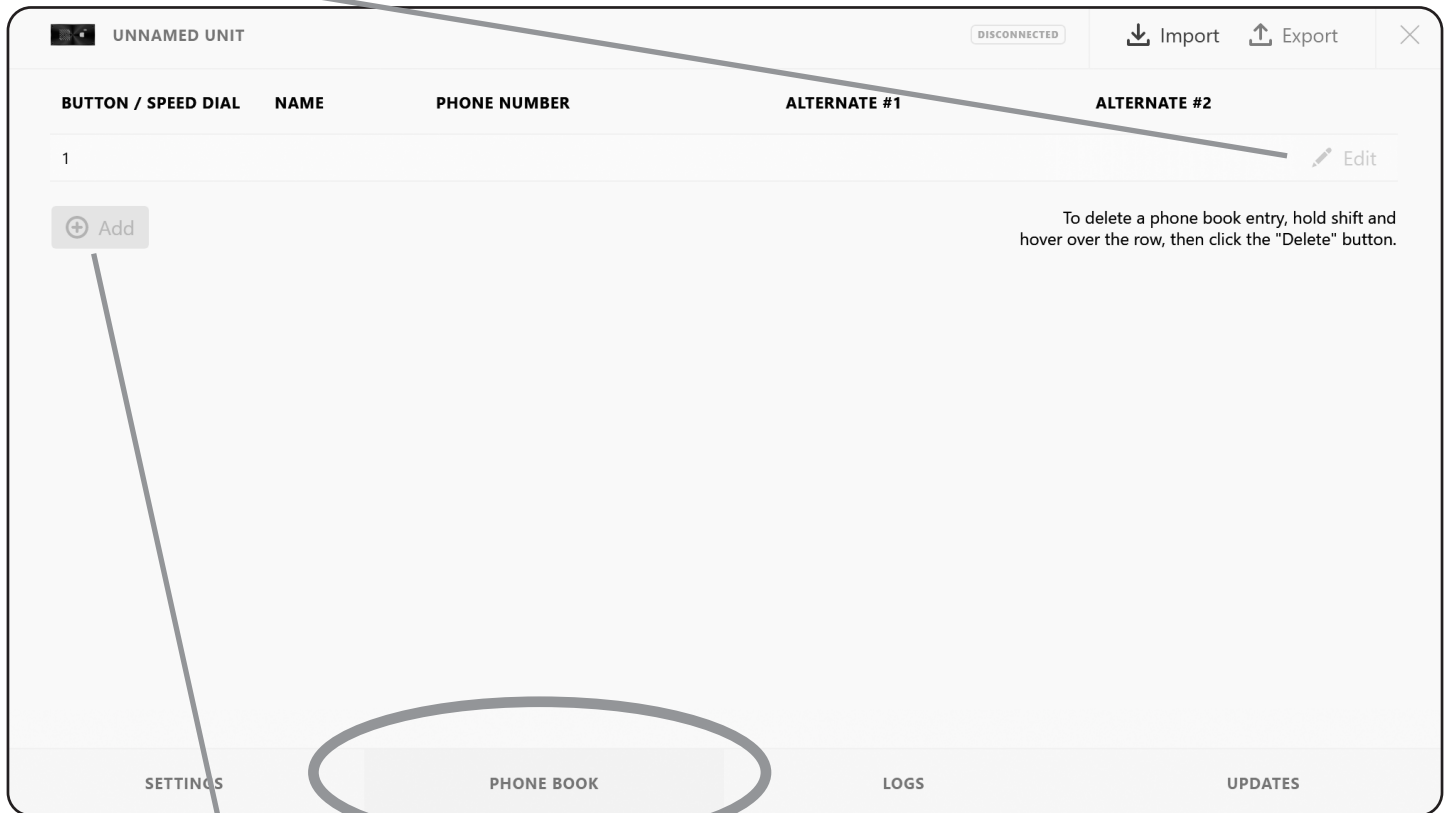 UNNAMED UNIT
DISCONNECTED
Import
Export
BUTTON / SPEED DIAL NAME PHONE NUMBER ALTERNATE #1 ALTERNATE #2
1
Edit
Add
To delete a phone book entry, hold shift and
hover over the row, then click the "Delete" button.
SETTINGS PHONE BOOK LOGS UPDATES